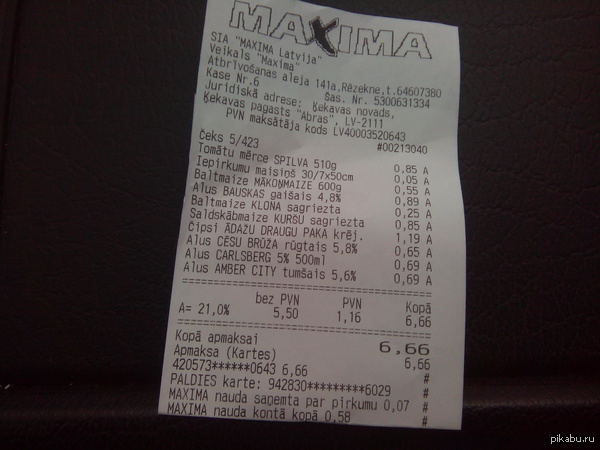 MAXIMA
SIA "MAXIMA Latvija"
Veikals "Maxima"
Atbrīvošanas aleja 141a,Rēzekne,t.64607380
Kase Nr.6 Šas. Nr. 5300631334
Juridiskā adrese: Ķekavas novads,
Ķekavas pagasts "Abras", LV-2111
PVN maksātāja kods LV40003520643
Čeks 5/423 #00213040
Tomātu mērce SPILVA 510g 0,85 A
Iepirkumu maisiņš 30/7x50cm 0,05 A
Baltmaize MĀKOŅMAIZE 600g 0,55 A
Alus BAUSKAS gaišais 4,8% 0,89 A
Baltmaize KLONA sagriezta 0,25 A
Saldskābmaize KURŠU sagriezta 0,85 A
Čipsi ĀDAŽU DRAUGU PAKA krēj. 1,19 A
Alus CĒSU BRŪŽA rūgtais 5,8% 0,65 A
Alus CARLSBERG 5% 500ml 0,69 A
Alus AMBER CITY tumšais 5,6% 0,69 A
bez PVN PVN Kopā
A= 21,0% 5,50 1,16 6,66
Kopā apmaksai 6,66
Apmaksa (Kartes) 6,66
420573******0643 6,66 #
PALDIES karte: 942830*********6029 #
MAXIMA nauda saņemta par pirkumu 0,07 #
MAXIMA nauda kontā kopā 0,58 #
pikabu.ru